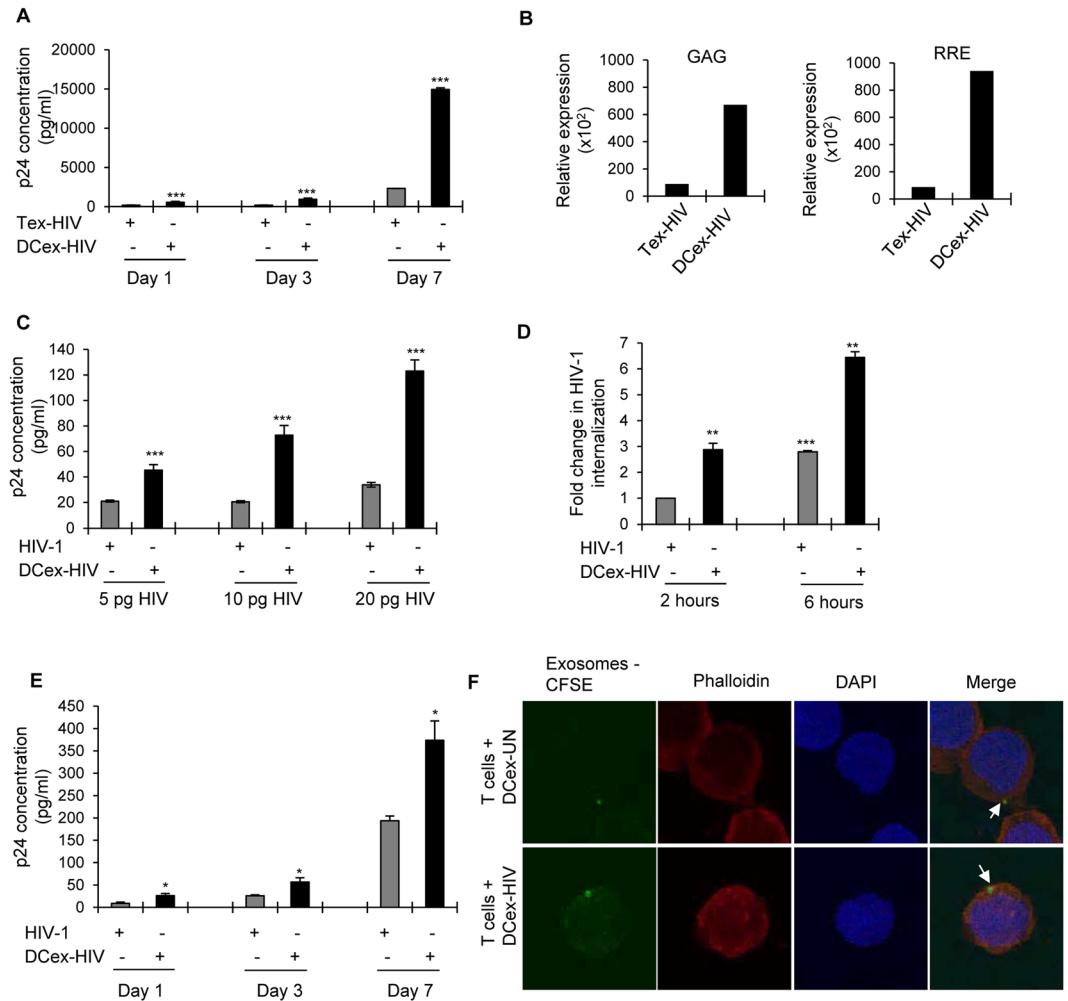 A
p24 concentration
(pg/ml)
20000
15000
10000
5000
0
***
***
***
Tex-HIV + - + - + -
DCex-HIV - + - + - +
Day 1 Day 3 Day 7
B
Relative expression
(x10²)
GAG
1000
800
600
400
200
0
Tex-HIV
DCex-HIV
Relative expression
(x10²)
RRE
1000
800
600
400
200
0
Tex-HIV
DCex-HIV
C
p24 concentration
(pg/ml)
140
120
100
80
60
40
20
0
***
***
***
HIV-1 + - + - + -
DCex-HIV - + - + - +
5 pg HIV 10 pg HIV 20 pg HIV
D
Fold change in HIV-1
internalization
7
6
5
4
3
2
1
0
**
***
**
HIV-1 + - + -
DCex-HIV - + - +
2 hours 6 hours
E
p24 concentration
(pg/ml)
450
400
350
300
250
200
150
100
50
0
*
*
*
HIV-1 + - + - + -
DCex-HIV - + - + - +
Day 1 Day 3 Day 7
F
Exosomes -
CFSE
Phalloidin
DAPI
Merge
T cells +
DCex-UN
T cells +
DCex-HIV